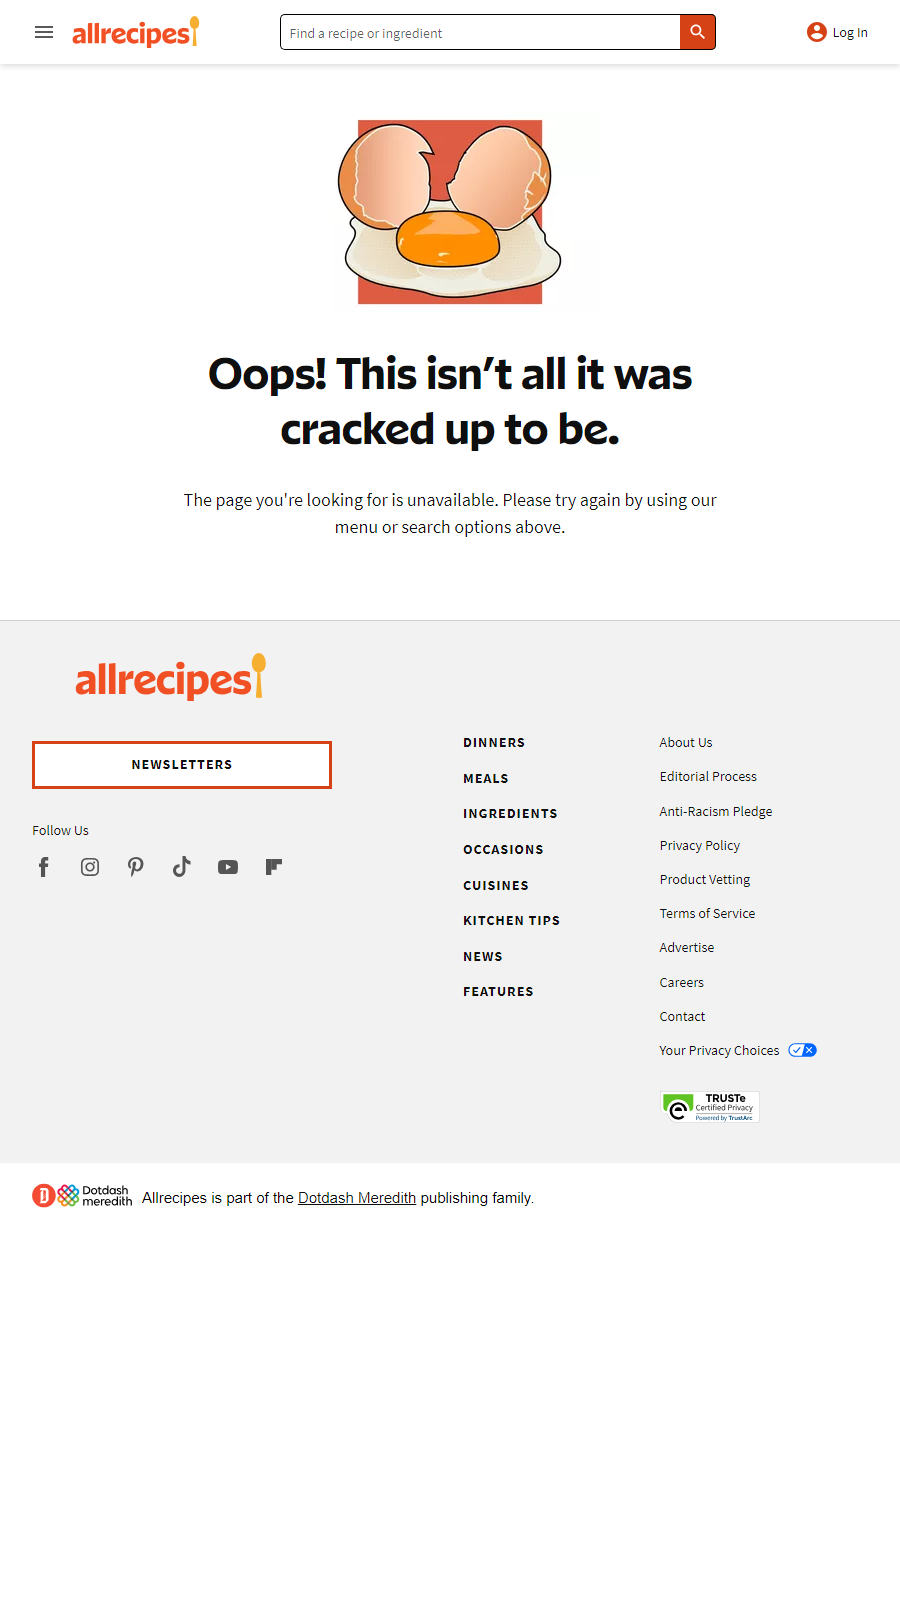 allrecipes
Find a recipe or ingredient
Log In
Oops! This isn’t all it was
cracked up to be.
The page you're looking for is unavailable. Please try again by using our
menu or search options above.
allrecipes
NEWSLETTERS
Follow Us
DINNERS
MEALS
INGREDIENTS
OCCASIONS
CUISINES
KITCHEN TIPS
NEWS
FEATURES
About Us
Editorial Process
Anti-Racism Pledge
Privacy Policy
Product Vetting
Terms of Service
Advertise
Careers
Contact
Your Privacy Choices
TRUSTe
Certified Privacy
Powered by TrustArc
Dotdash
meredith
Allrecipes is part of the Dotdash Meredith publishing family.